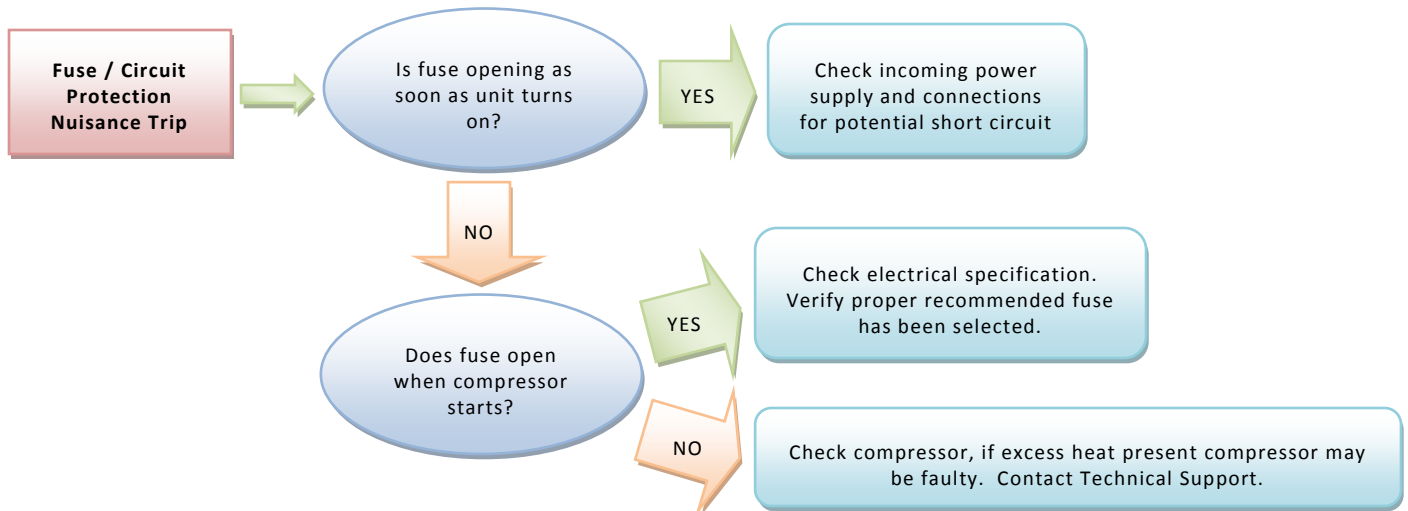 Fuse / Circuit
Protection
Nuisance Trip
Is fuse opening as
soon as unit turns
on?
YES
Check incoming power
supply and connections
for potential short circuit
NO
Does fuse open
when compressor
starts?
YES
Check electrical specification.
Verify proper recommended fuse
has been selected.
NO
Check compressor, if excess heat present compressor may
be faulty.  Contact Technical Support.